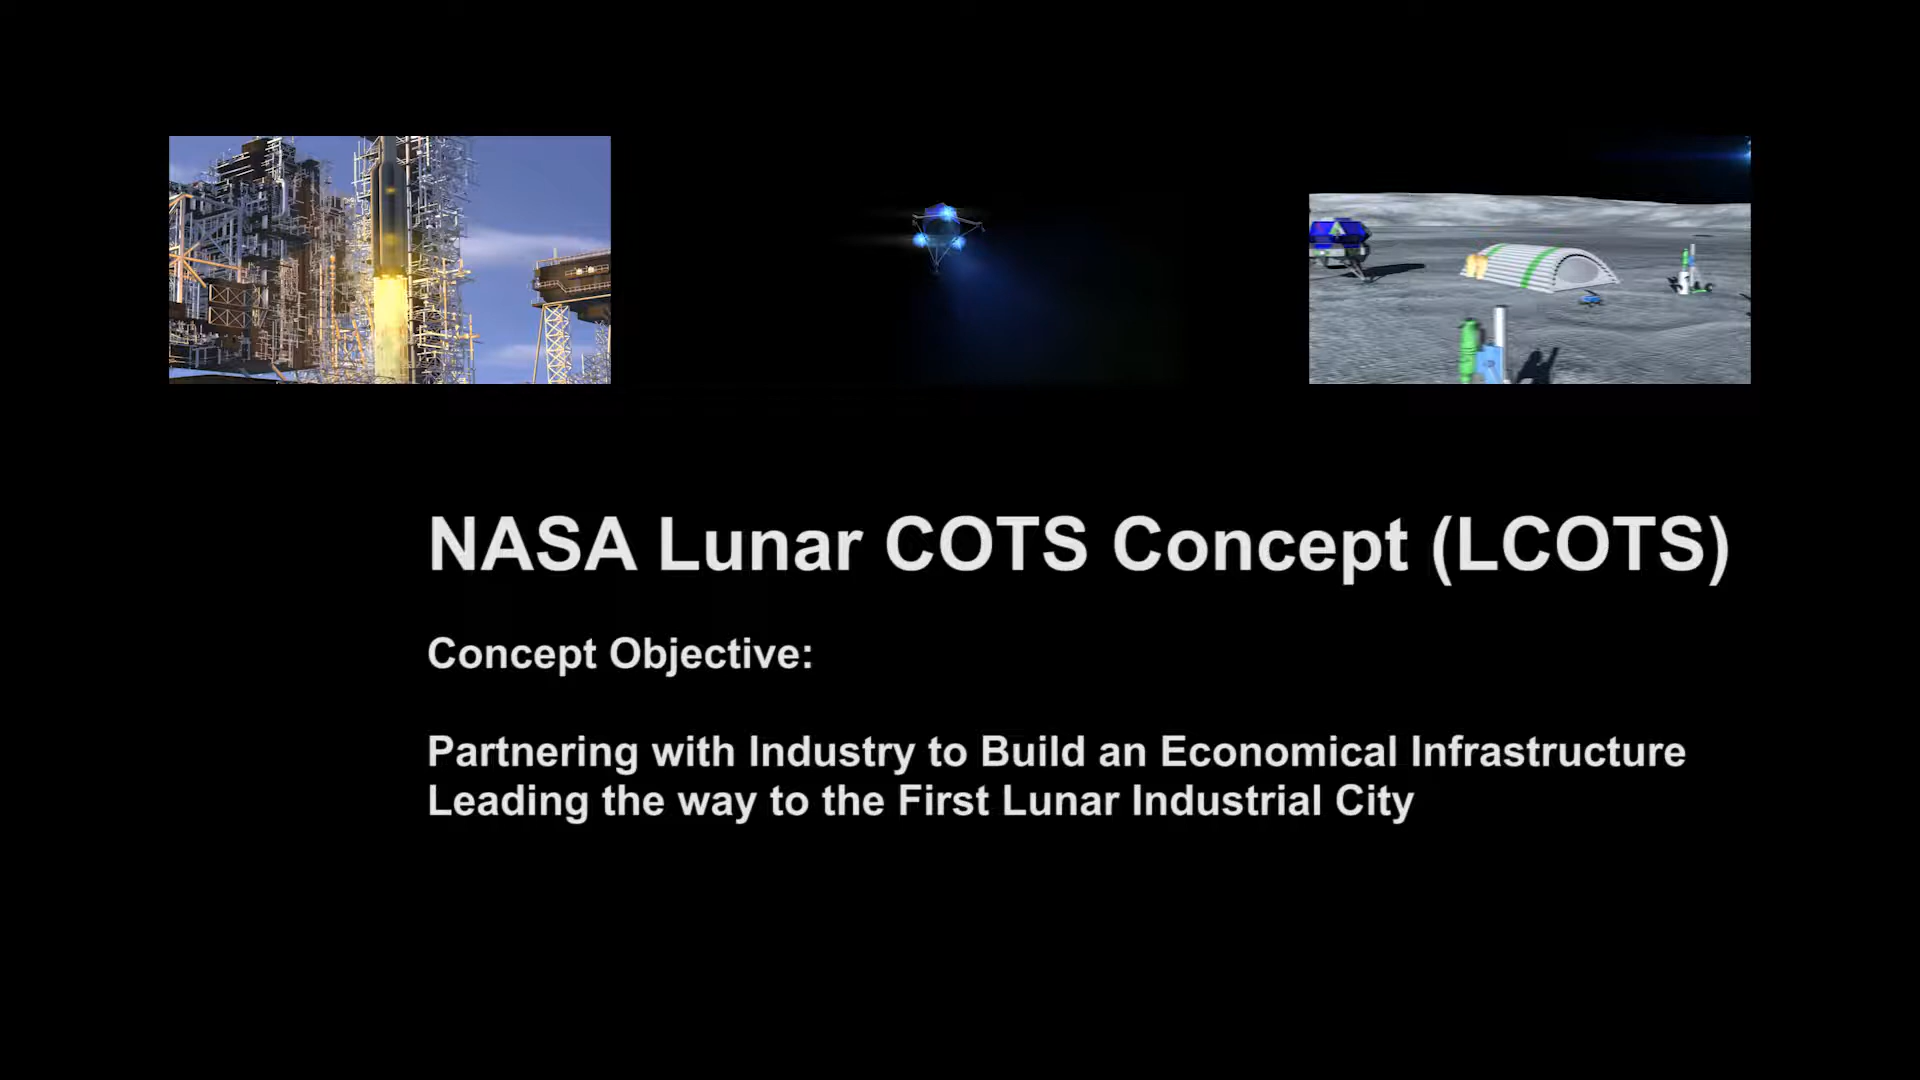 NASA Lunar COTS Concept (LCOTS)
Concept Objective:
Partnering with Industry to Build an Economical Infrastructure
Leading the way to the First Lunar Industrial City